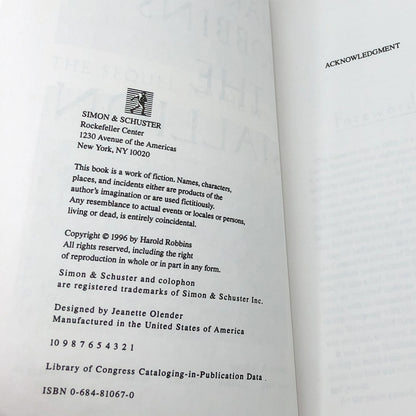 SIMON & SCHUSTER
Rockefeller Center
1230 Avenue of the Americas
New York, NY 10020
This book is a work of fiction. Names, characters,
places, and incidents either are products of the
author's imagination or are used fictitiously.
Any resemblance to actual events or locales or persons,
living or dead, is entirely coincidental.
Copyright © 1996 by Harold Robbins
All rights reserved, including the right
of reproduction in whole or in part in any form.
Simon & Schuster and colophon
are registered trademarks of Simon & Schuster Inc.
Designed by Jeanette Olender
Manufactured in the United States of America
10 9 8 7 6 5 4 3 2 1
Library of Congress Cataloging-in-Publication Data .
ISBN 0-684-81067-0
ACKNOWLEDGMENT